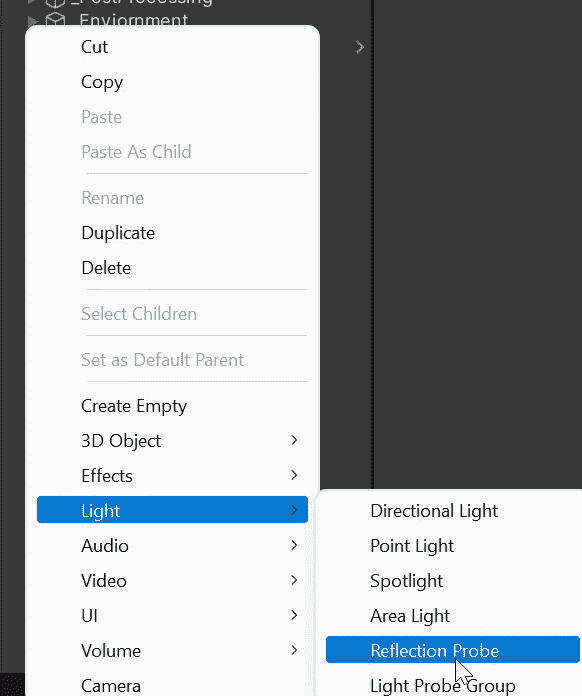 _PostProcessing
_Enviornment
Cut
Copy
Paste
Paste As Child
Rename
Duplicate
Delete
Select Children
Set as Default Parent
Create Empty
3D Object
Effects
Light
Audio
Video
UI
Volume
Camera
Directional Light
Point Light
Spotlight
Area Light
Reflection Probe
Light Probe Group